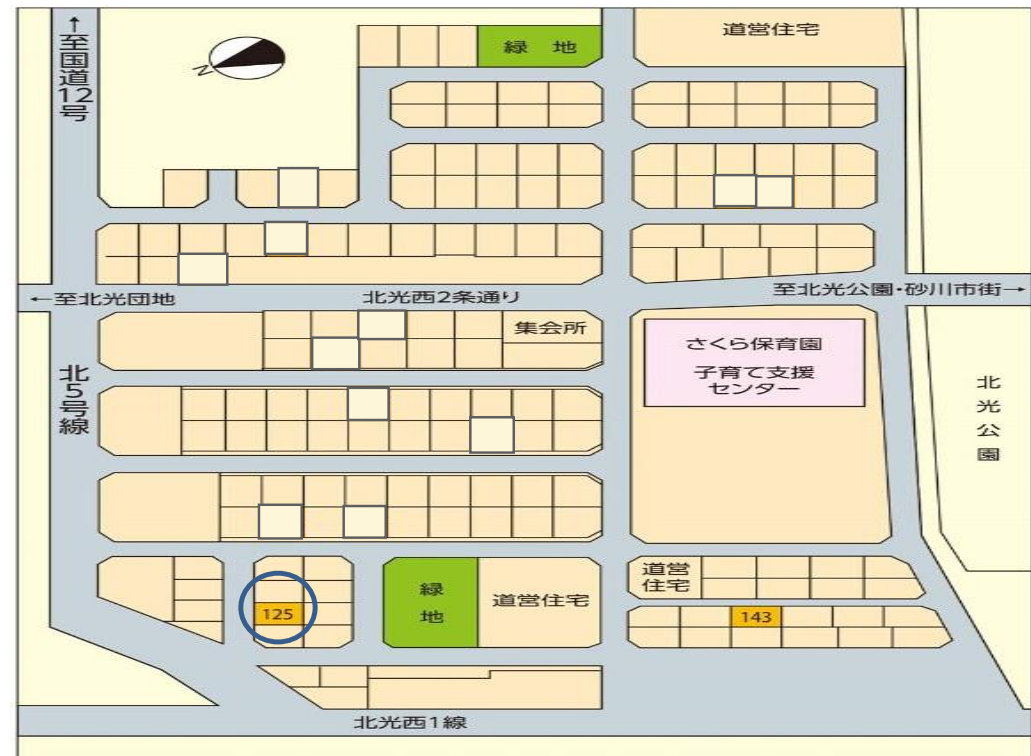 ↑至国道12号
N
緑 地
道営住宅
←至北光団地
北光西2条通り
至北光公園・砂川市街→
集会所
さくら保育園
子育て支援
センター
北5号線
北光公園
緑地
道営住宅
道営
住宅
125
143
北光西1線